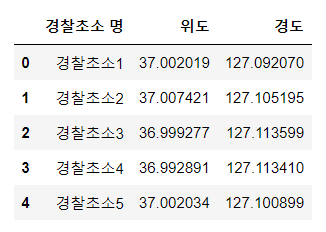 경찰초소 명 위도 경도
0 경찰초소1 37.002019 127.092070
1 경찰초소2 37.007421 127.105195
2 경찰초소3 36.999277 127.113599
3 경찰초소4 36.992891 127.113410
4 경찰초소5 37.002034 127.100899